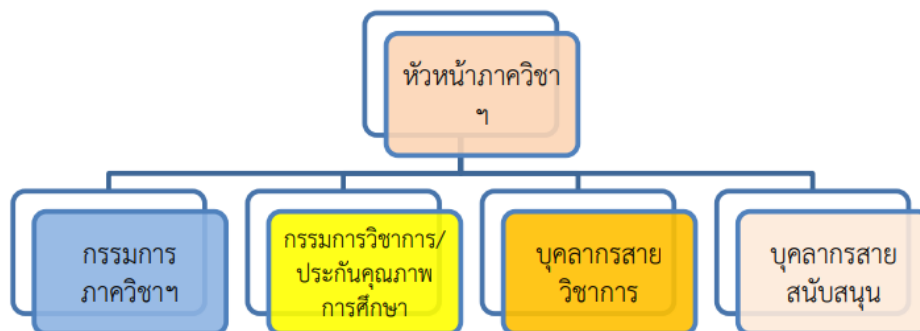 หัวหน้าภาควิชา
ฯ
กรรมการ
ภาควิชาฯ
กรรมการวิชาการ/
ประกันคุณภาพ
การศึกษา
บุคลากรสาย
วิชาการ
บุคลากรสาย
สนับสนุน